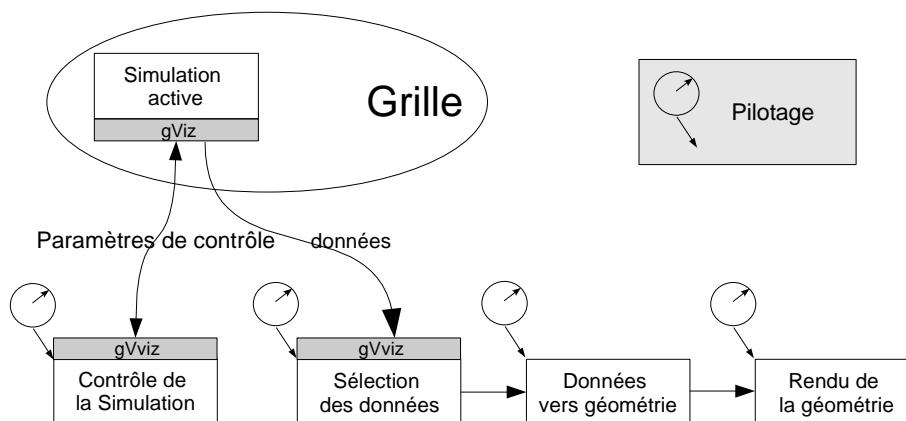 Simulation
active
gViz
Grille
Pilotage
Paramètres de contrôle
données
gVviz
Contrôle de
la Simulation
gVviz
Sélection
des données
Données
vers géométrie
Rendu de
la géométrie